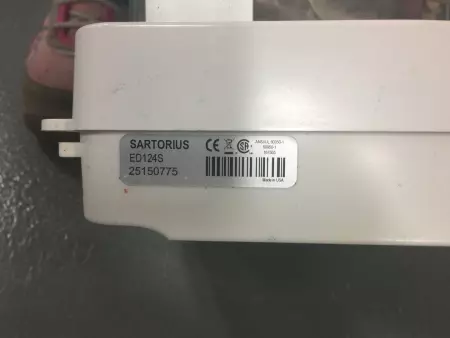 SARTORIUS
ED124S
25150775
CE
Made in USA